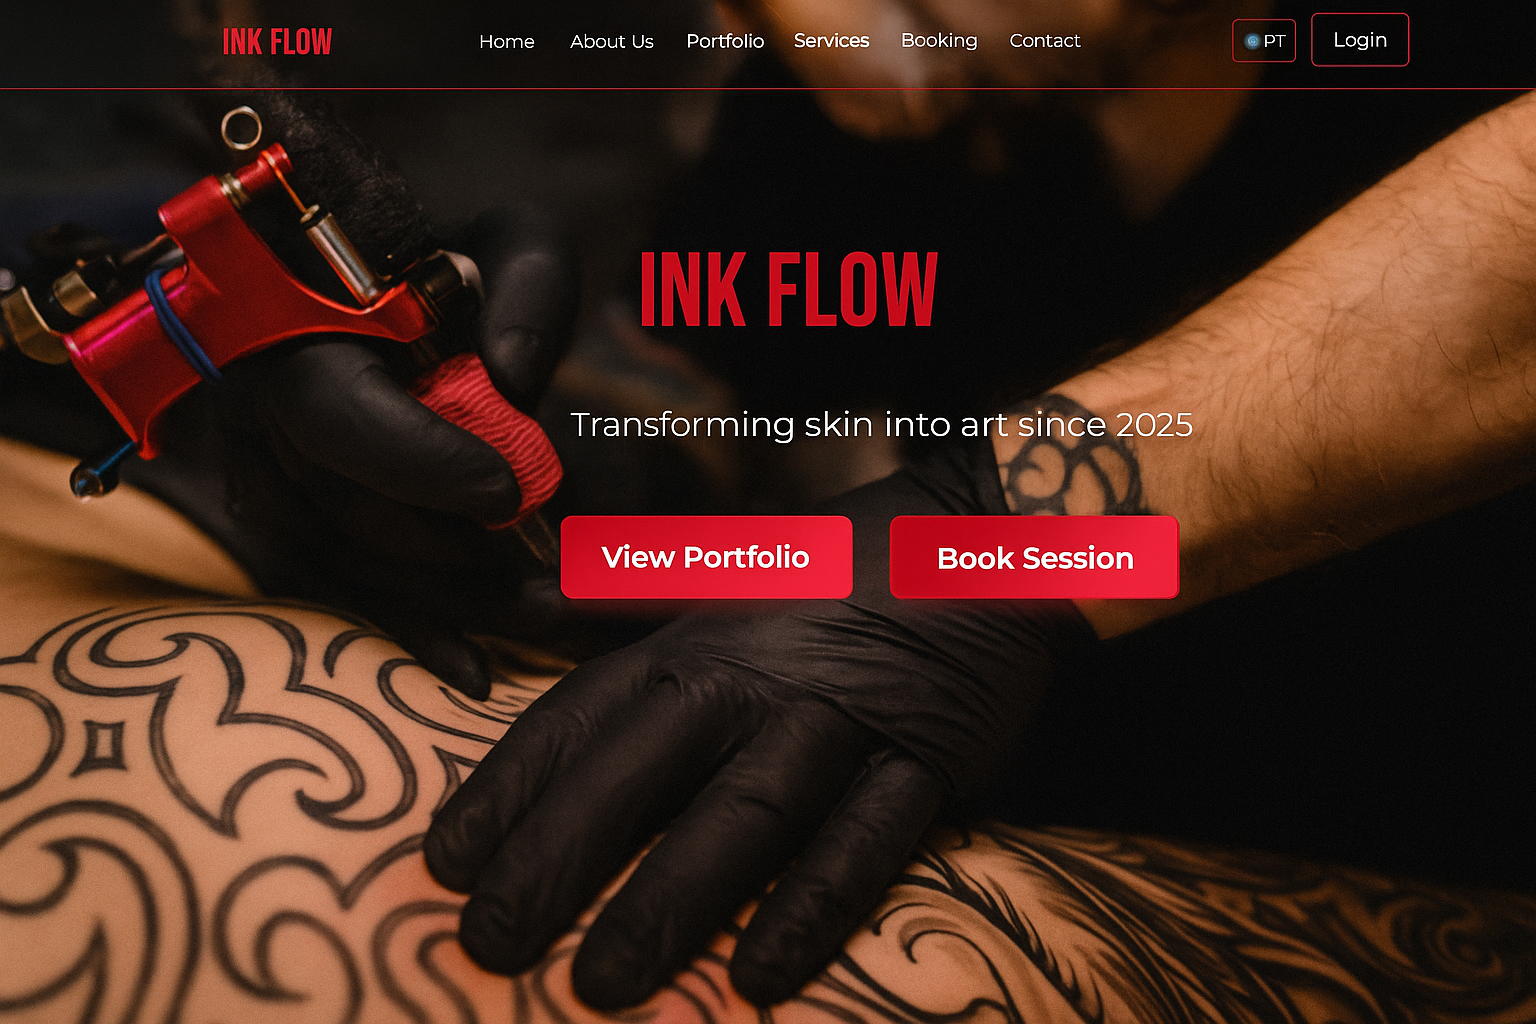 INK FLOW Home About Us Portfolio Services Booking Contact PT Login
INK FLOW
Transforming skin into art since 2025
View Portfolio Book Session